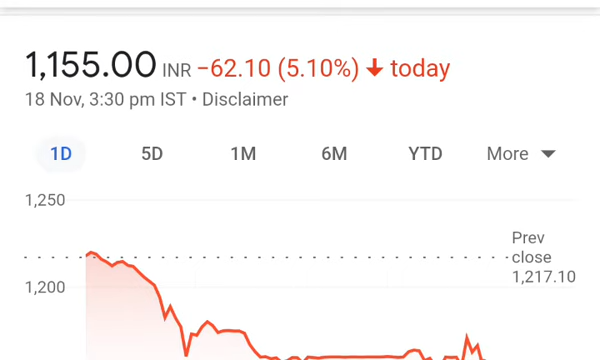 1,155.00 INR −62.10 (5.10%) ↓ today
18 Nov, 3:30 pm IST • Disclaimer
1D 5D 1M 6M YTD More
1,250
Prev
close
1,217.10
1,200